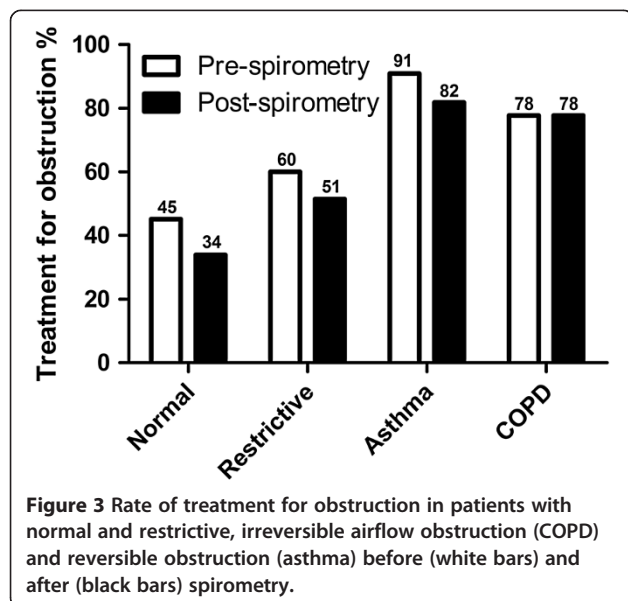 Treatment for obstruction %
100
80
60
40
20
0
Pre-spirometry
Post-spirometry
45
34
60
51
91
82
78
78
Normal
Restrictive
Asthma
COPD
Figure 3 Rate of treatment for obstruction in patients with
normal and restrictive, irreversible airflow obstruction (COPD)
and reversible obstruction (asthma) before (white bars) and
after (black bars) spirometry.